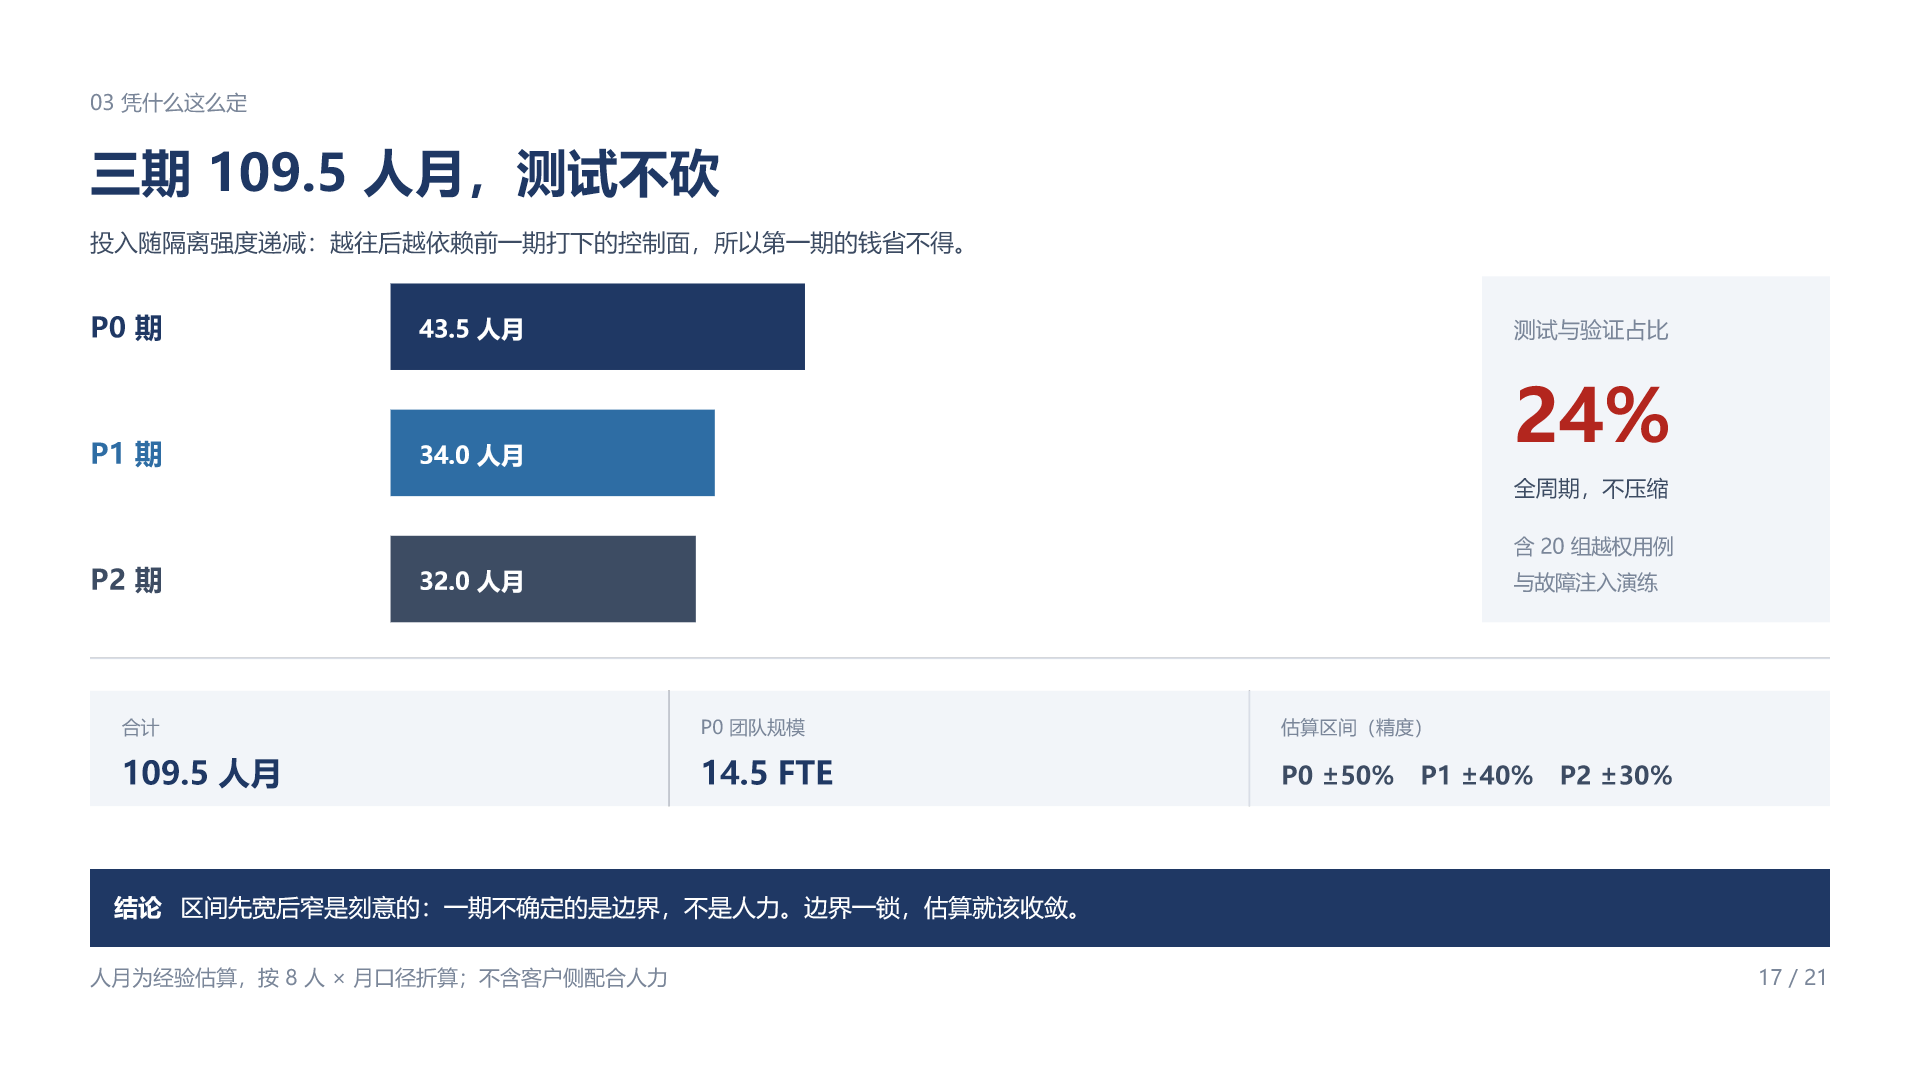 03 凭什么这么定
三期 109.5 人月，测试不砍
投入随隔离强度递减：越往后越依赖前一期打下的控制面，所以第一期的钱省不得。
P0 期
43.5 人月
P1 期
34.0 人月
P2 期
32.0 人月
测试与验证占比
24%
全周期，不压缩
含 20 组越权用例
与故障注入演练
合计
109.5 人月
P0 团队规模
14.5 FTE
估算区间（精度）
P0 ±50% P1 ±40% P2 ±30%
结论 区间先宽后窄是刻意的：一期不确定的是边界，不是人力。边界一锁，估算就该收敛。
人月为经验估算，按 8 人 × 月口径折算；不含客户侧配合人力
17 / 21